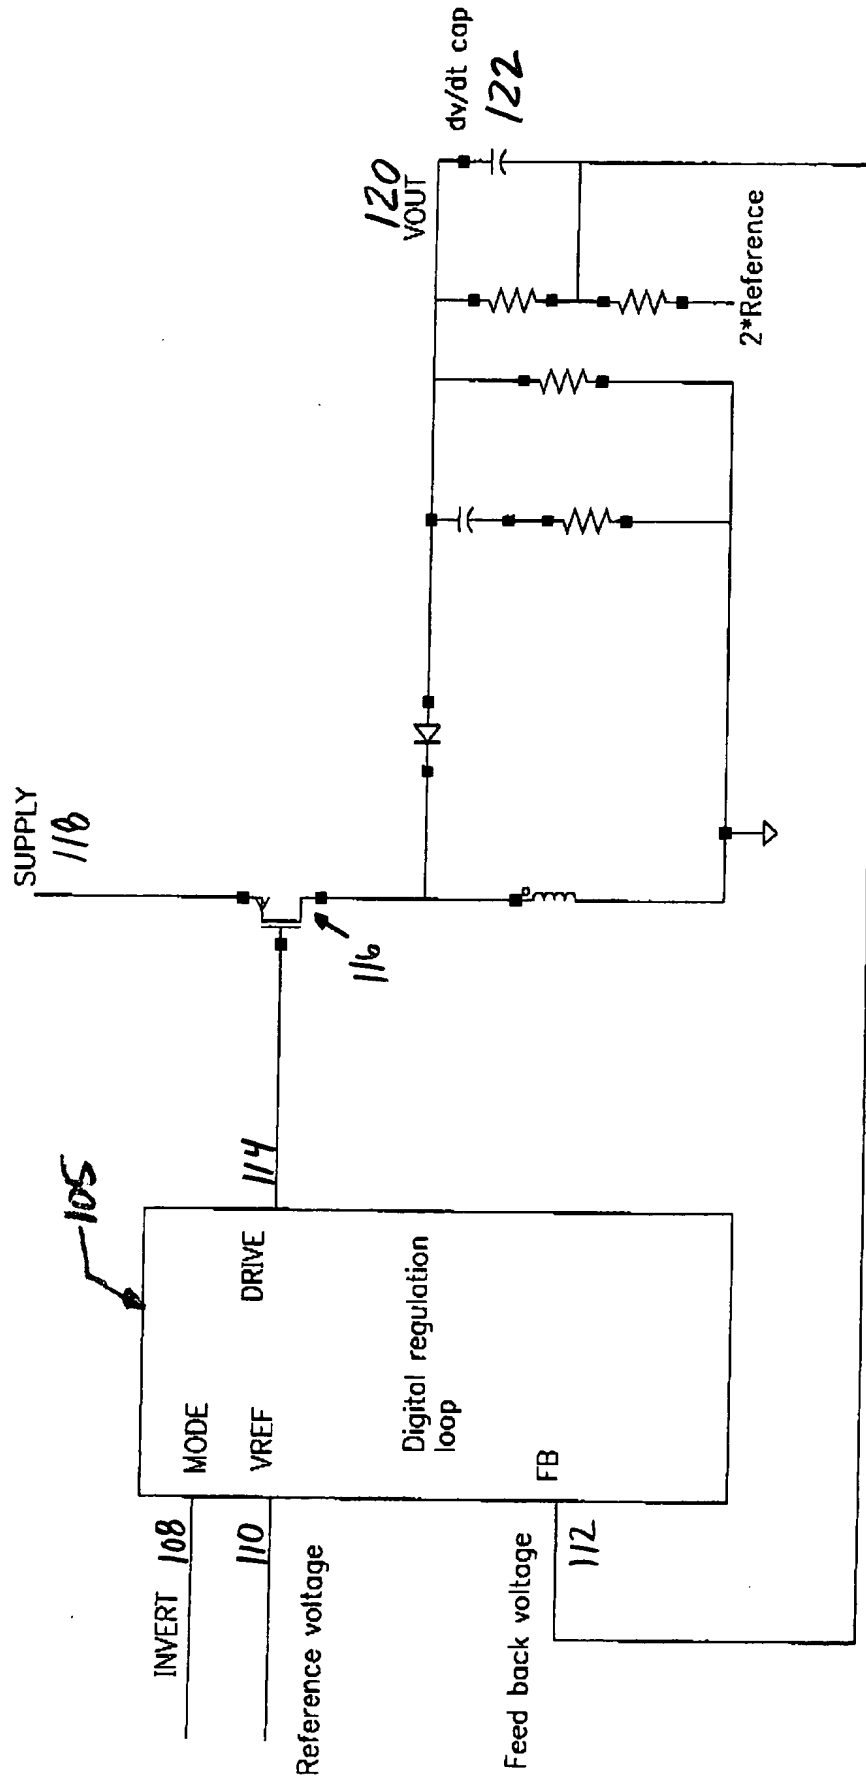 SUPPLY
118
105
INVERT 108
MODE
110
VREF
DRIVE
114
116
Reference voltage
Digital regulation
loop
Feed back voltage
FB
112
120
VOUT
dv/dt cap
122
2*Reference